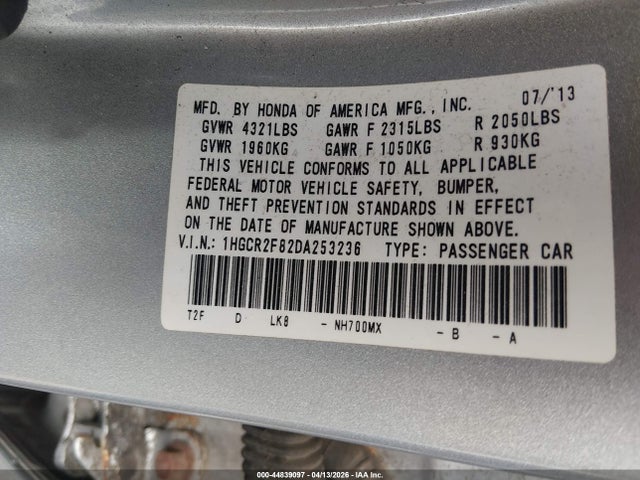 07/'13
MFD. BY HONDA OF AMERICA MFG., INC.
GVWR 4321LBS GAWR F 2315LBS R 2050LBS
GVWR 1960KG GAWR F 1050KG R 930KG
THIS VEHICLE CONFORMS TO ALL APPLICABLE
FEDERAL MOTOR VEHICLE SAFETY, BUMPER,
AND THEFT PREVENTION STANDARDS IN EFFECT
ON THE DATE OF MANUFACTURE SHOWN ABOVE.
V.I.N.: 1HGCR2F82DA253236 TYPE: PASSENGER CAR
T2F D LK8 - NH700MX - B - A
000-44839097 04/13/2026 IAA Inc.